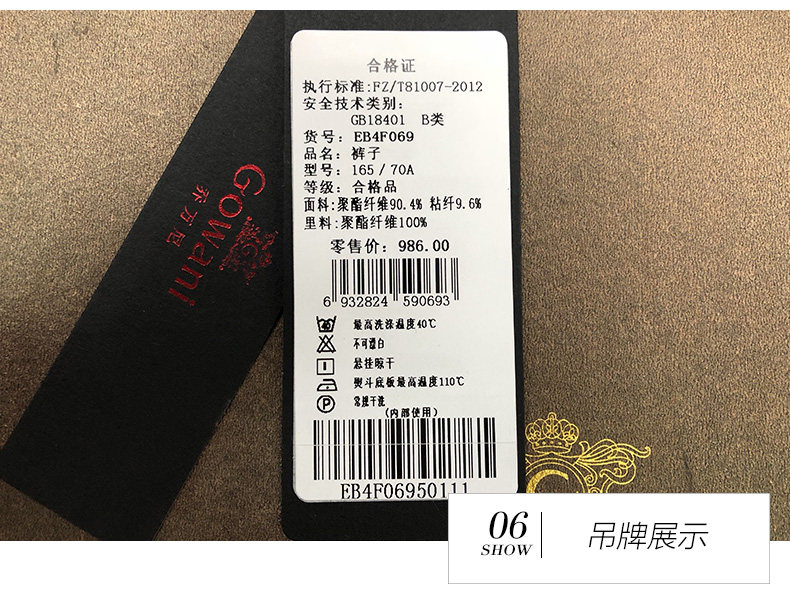 Gowani
乔万尼
合格证
执行标准:FZ/T81007-2012
安全技术类别:
GB18401 B类
货号: EB4F069
品名: 裤子
型号: 165 / 70A
等级: 合格品
面料:聚酯纤维90.4% 粘纤9.6%
里料:聚酯纤维100%
零售价: 986.00
6 932824 590693
最高洗涤温度40℃
不可漂白
悬挂晾干
熨斗底板最高温度110℃
P 常规干洗
(内部使用)
EB4F06950111
06
SHOW
吊牌展示